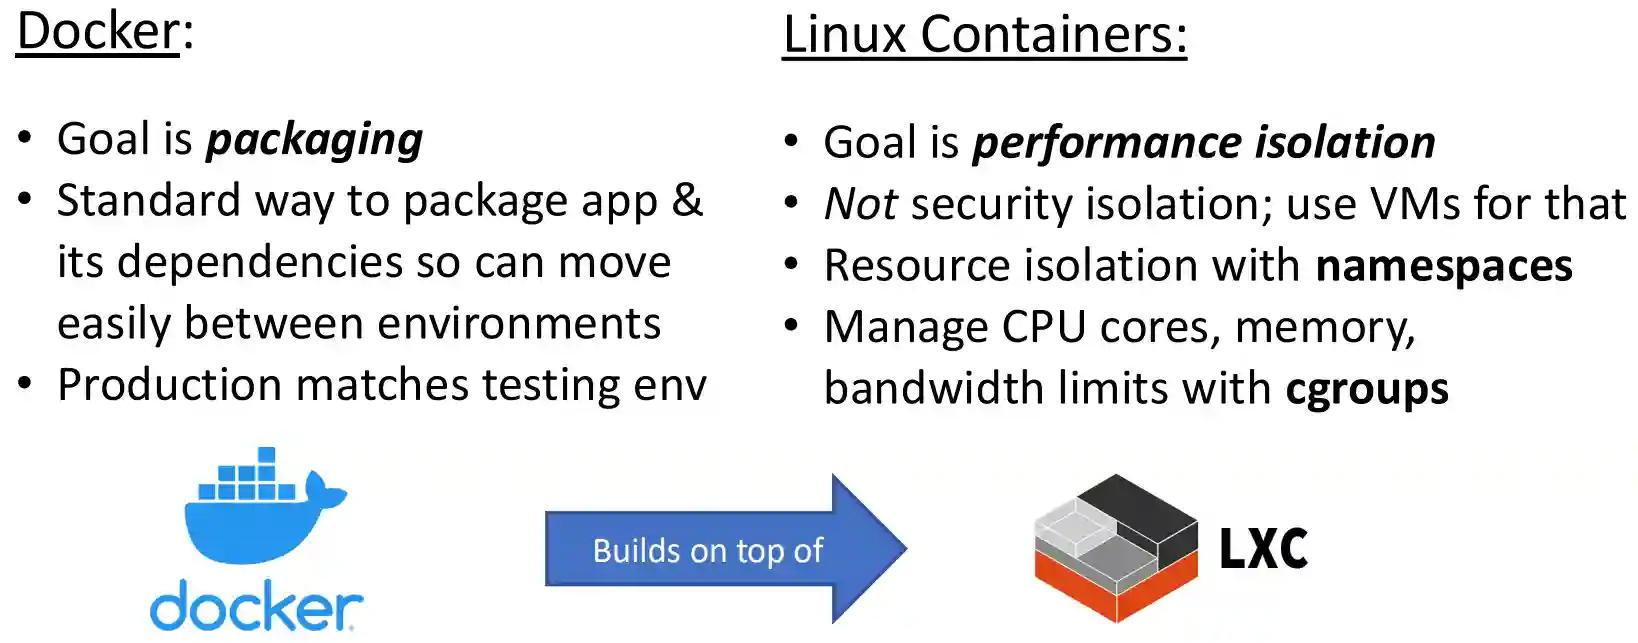 Docker:
• Goal is packaging
• Standard way to package app &
its dependencies so can move
easily between environments
• Production matches testing env
docker
Builds on top of
Linux Containers:
• Goal is performance isolation
• Not security isolation; use VMs for that
• Resource isolation with namespaces
• Manage CPU cores, memory,
bandwidth limits with cgroups
LXC